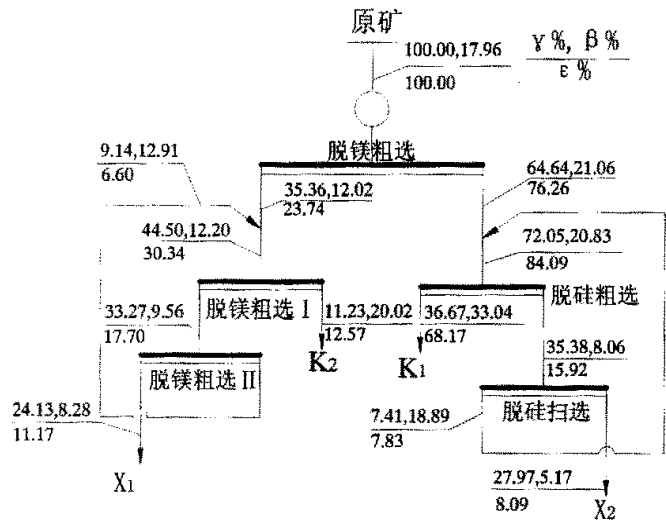 原矿
100.00,17.96
100.00
γ%, β%
ε%
脱镁粗选
9.14,12.91
6.60
35.36,12.02
23.74
64.64,21.06
76.26
44.50,12.20
30.34
72.05,20.83
84.09
脱镁粗选 I
脱硅粗选
33.27,9.56
17.70
11.23,20.02
12.57
36.67,33.04
68.17
K2
K1
35.38,8.06
15.92
脱镁粗选 II
脱硅扫选
24.13,8.28
11.17
7.41,18.89
7.83
X1
27.97,5.17
8.09
X2